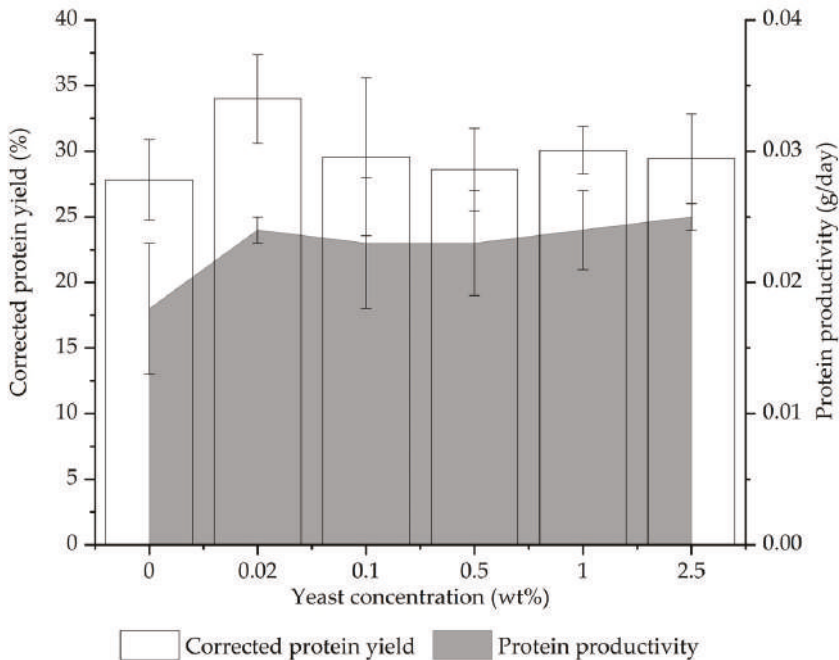 Corrected protein yield (%)
40
35
30
25
20
15
10
5
0
0.04
0.03
0.02
0.01
0.00
Protein productivity (g/day)
0 0.02 0.1 0.5 1 2.5
Yeast concentration (wt%)
Corrected protein yield Protein productivity